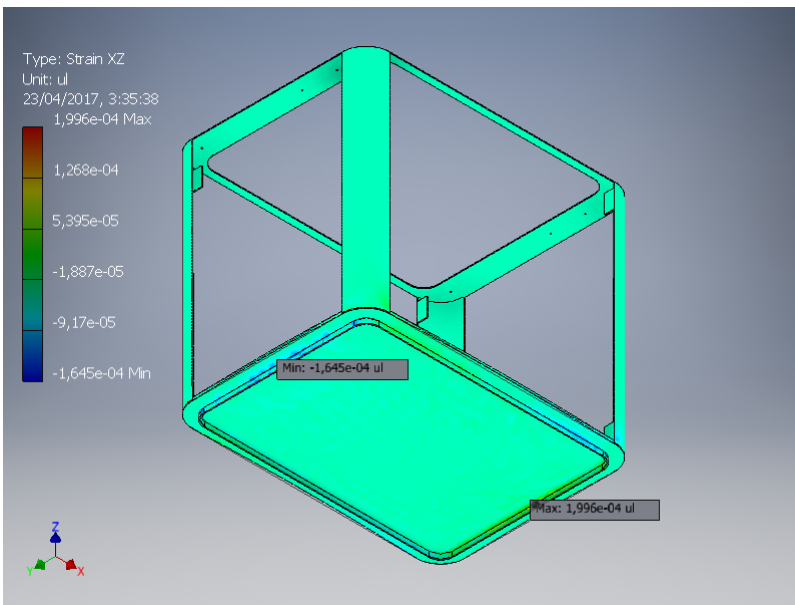 Type: Strain XZ
Unit: ul
23/04/2017, 3:35:38
1,996e-04 Max
1,268e-04
5,395e-05
-1,887e-05
-9,17e-05
-1,645e-04 Min
Min: -1,645e-04 ul
Max: 1,996e-04 ul
Z
Y
X